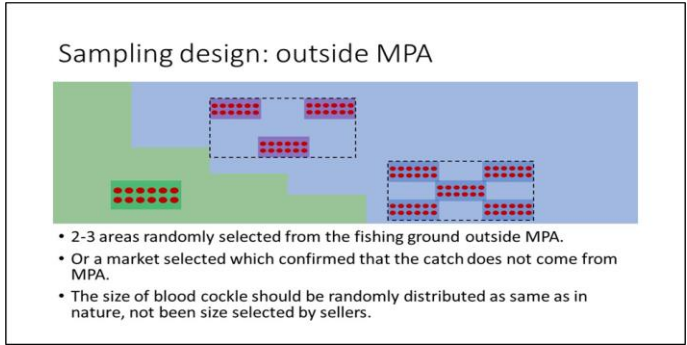 Sampling design: outside MPA
• 2-3 areas randomly selected from the fishing ground outside MPA.
• Or a market selected which confirmed that the catch does not come from
MPA.
• The size of blood cockle should be randomly distributed as same as in
nature, not been size selected by sellers.